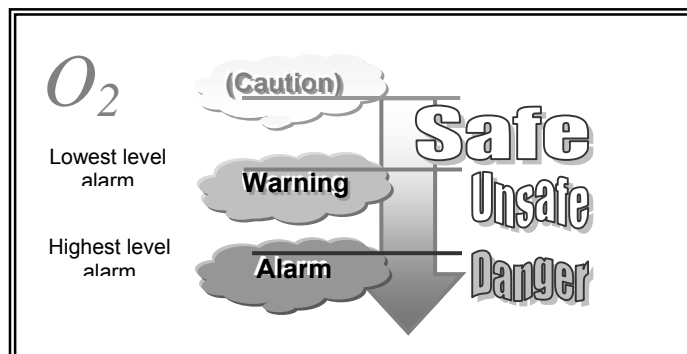 O2
(Caution)
Safe
Lowest level
alarm
Warning
Unsafe
Highest level
alarm
Alarm
Danger